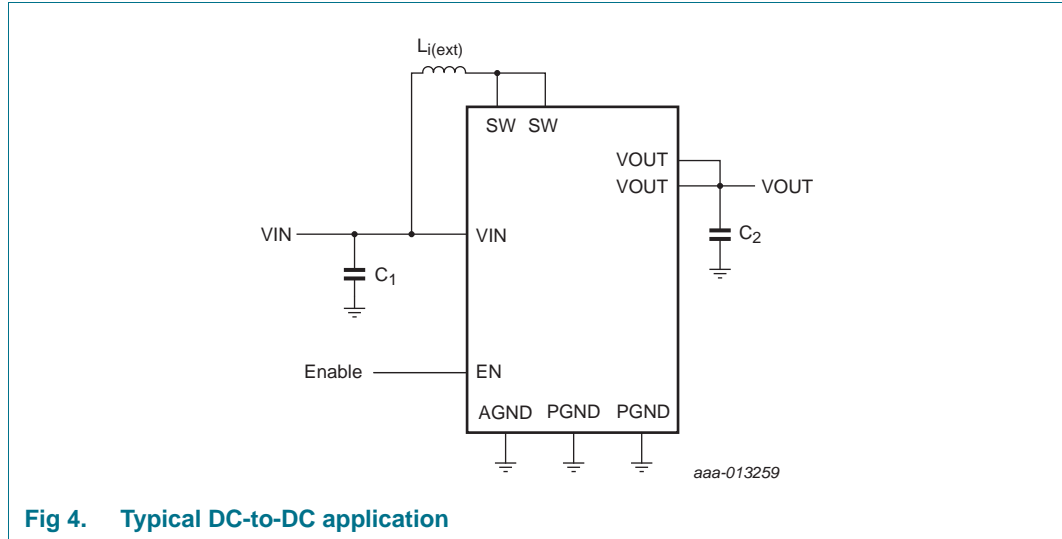 Li(ext)
SW SW
VOUT
VOUT VOUT
VIN VIN
C2
C1
Enable EN
AGND PGND PGND
aaa-013259
Fig 4. Typical DC-to-DC application